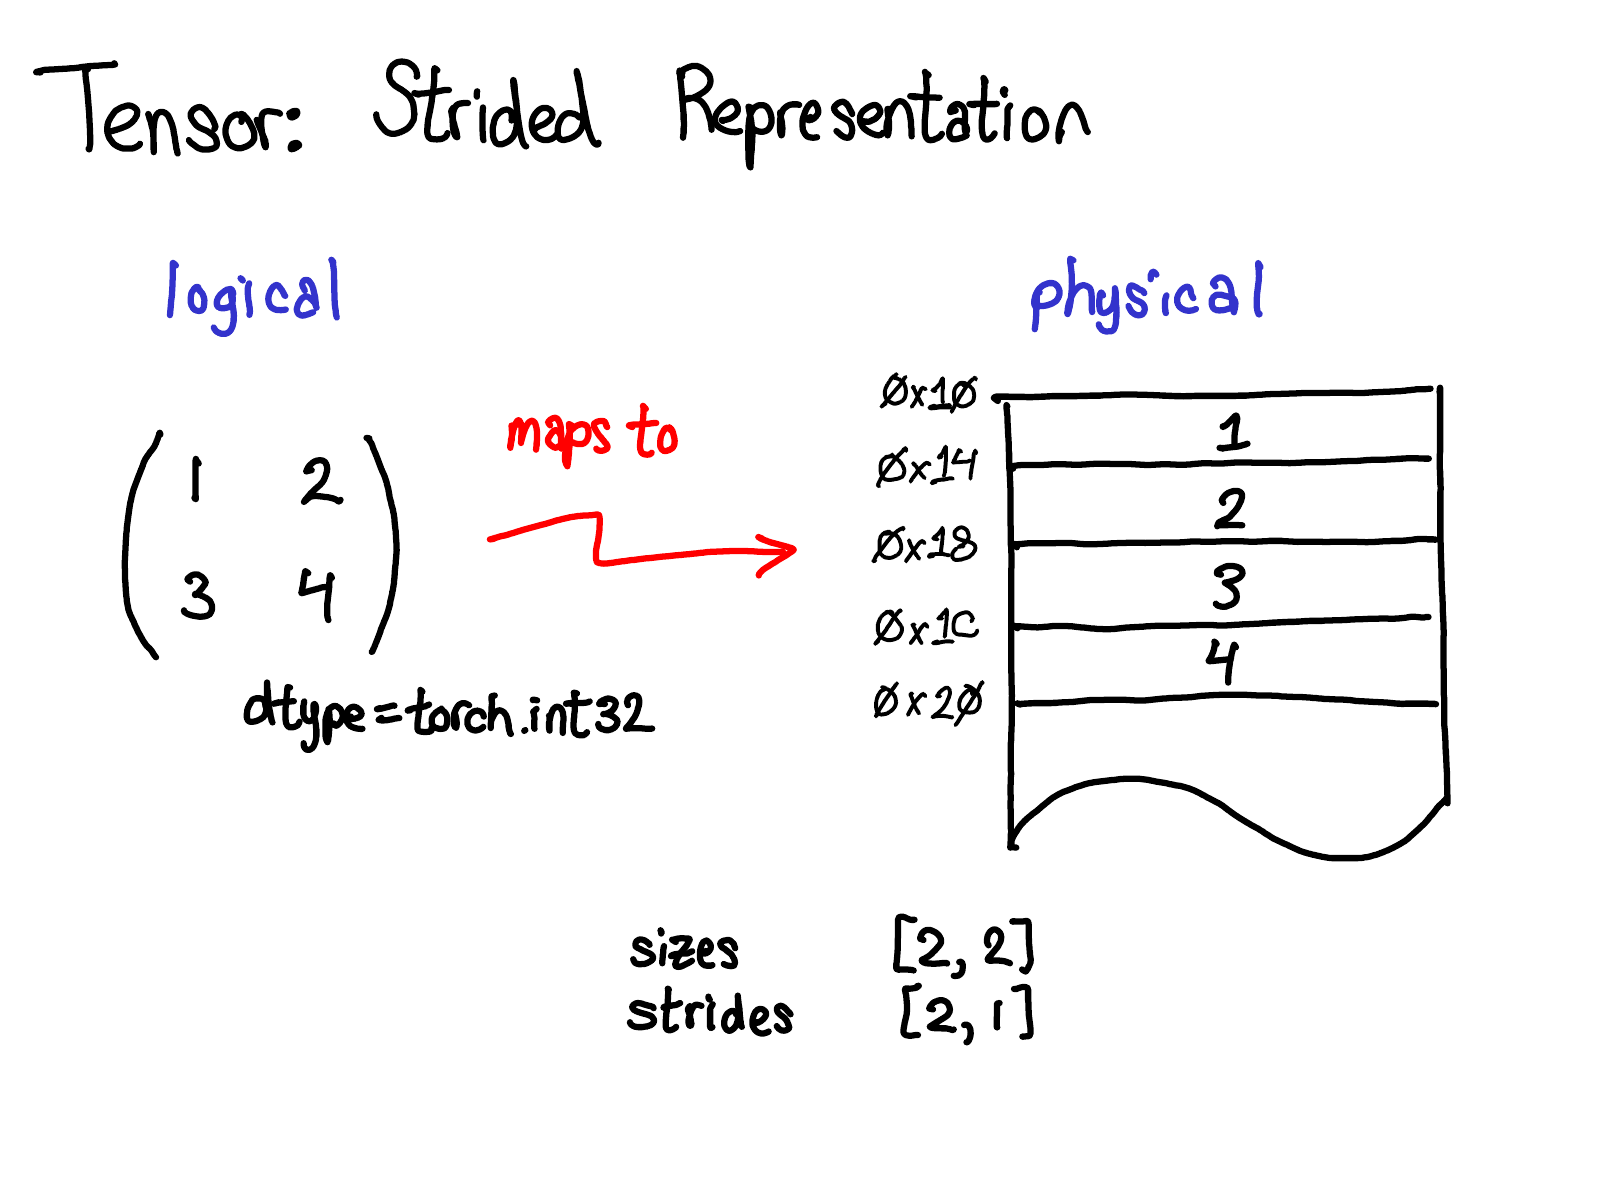 Tensor: Strided Representation
logical
physical
maps to
1 2
3 4
dtype=torch.int32
0x10
1
0x14
2
0x18
3
0x1C
4
0x20
sizes [2, 2]
strides [2, 1]